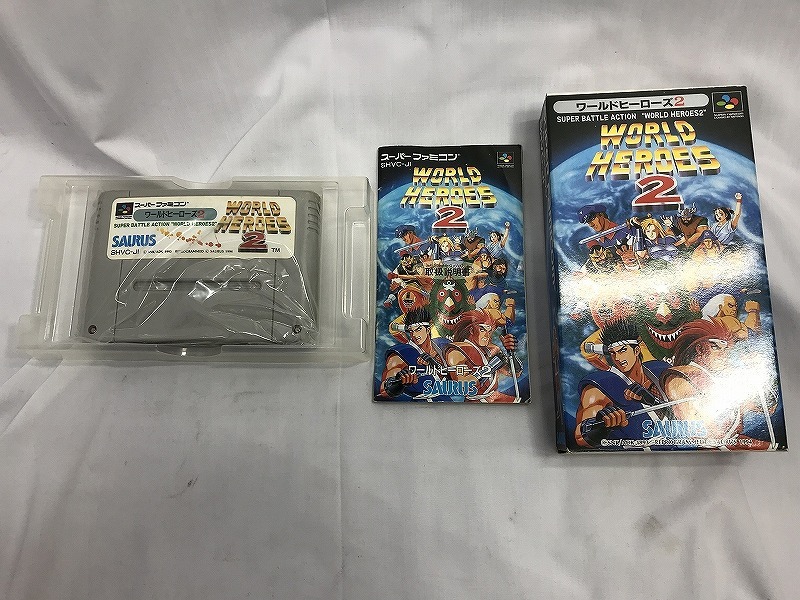 スーパーファミコン
ワールドヒーローズ2
SUPER BATTLE ACTION "WORLD HEROES2"
WORLD
HEROES
2
TM
SAURUS
SHVC-JI
スーパーファミコン
SHVC-JI
WORLD
HEROES
2
取扱説明書
ワールドヒーローズ2
SAURUS
ワールドヒーローズ2
SUPER BATTLE ACTION "WORLD HEROES2"
WORLD
HEROES
2
SAURUS